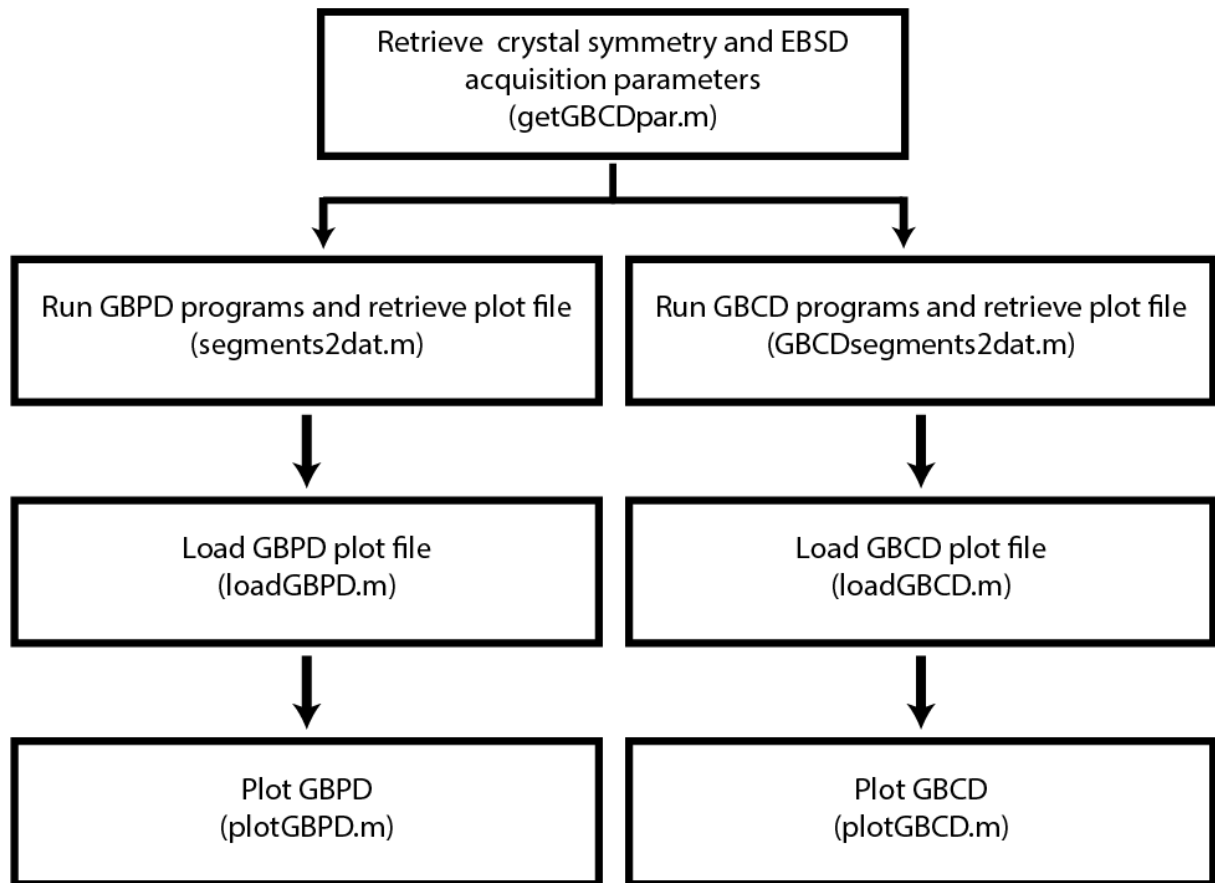 Retrieve crystal symmetry and EBSD
acquisition parameters
(getGBCDpar.m)
Run GBPD programs and retrieve plot file
(segments2dat.m)
Run GBCD programs and retrieve plot file
(GBCDsegments2dat.m)
Load GBPD plot file
(loadGBPD.m)
Load GBCD plot file
(loadGBCD.m)
Plot GBPD
(plotGBPD.m)
Plot GBCD
(plotGBCD.m)